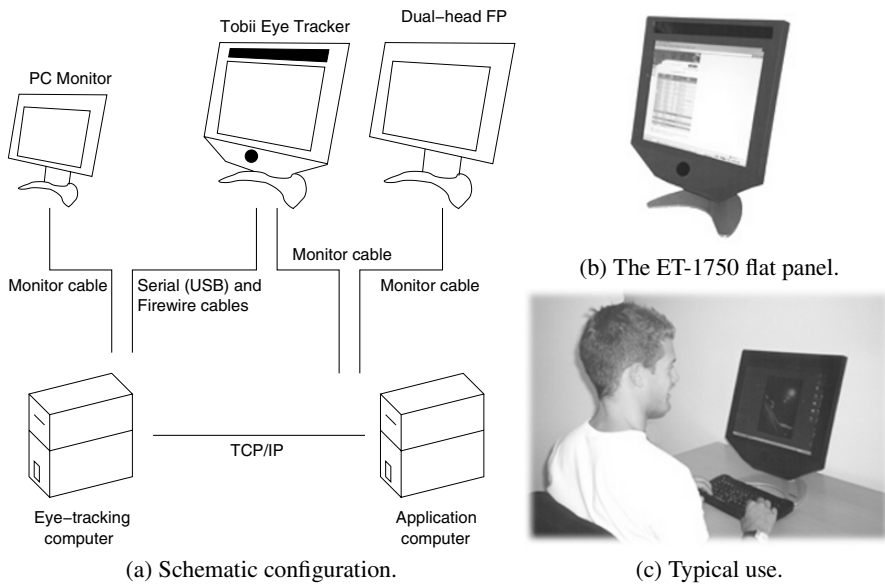 Tobii Eye Tracker
Dual−head FP
PC Monitor
Monitor cable
Monitor cable
Serial (USB) and
Firewire cables
Monitor cable
TCP/IP
Eye−tracking
computer
Application
computer
(a) Schematic configuration.
(b) The ET-1750 flat panel.
(c) Typical use.